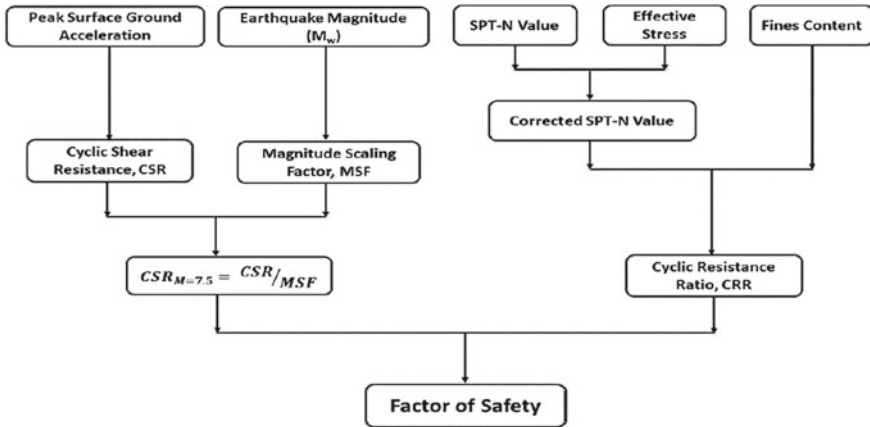 Peak Surface Ground
Acceleration
Earthquake Magnitude
(Mw)
SPT-N Value
Effective
Stress
Fines Content
Corrected SPT-N Value
Cyclic Shear
Resistance, CSR
Magnitude Scaling
Factor, MSF
CSR_{M=7.5} = CSR/MSF
Cyclic Resistance
Ratio, CRR
Factor of Safety